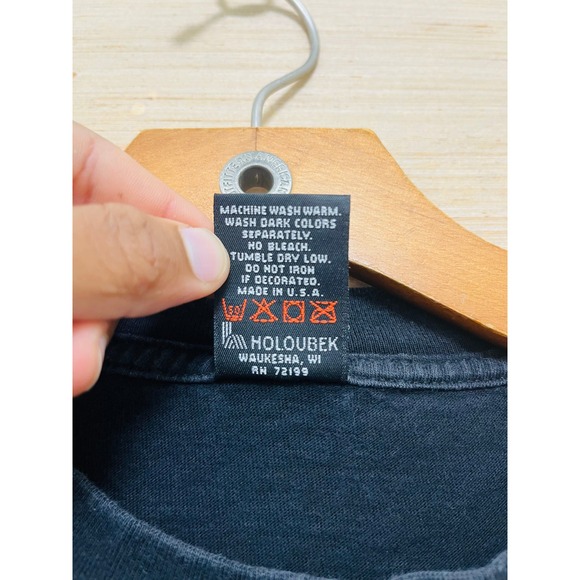 MACHINE WASH WARM.
WASH DARK COLORS
SEPARATELY.
NO BLEACH.
TUMBLE DRY LOW.
DO NOT IRON
IF DECORATED.
MADE IN U.S.A.
50
HOLOUBEK
WAUKESHA, WI
RN 72199